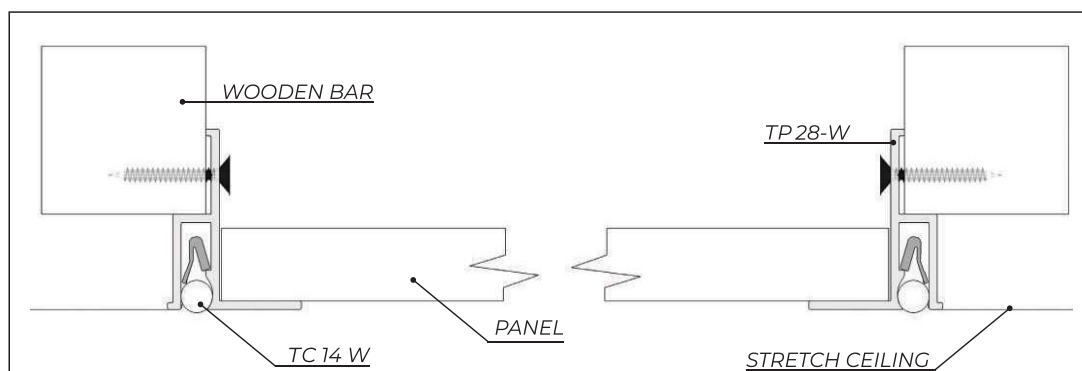 WOODEN BAR
TP 28-W
PANEL
TC 14 W
STRETCH CEILING